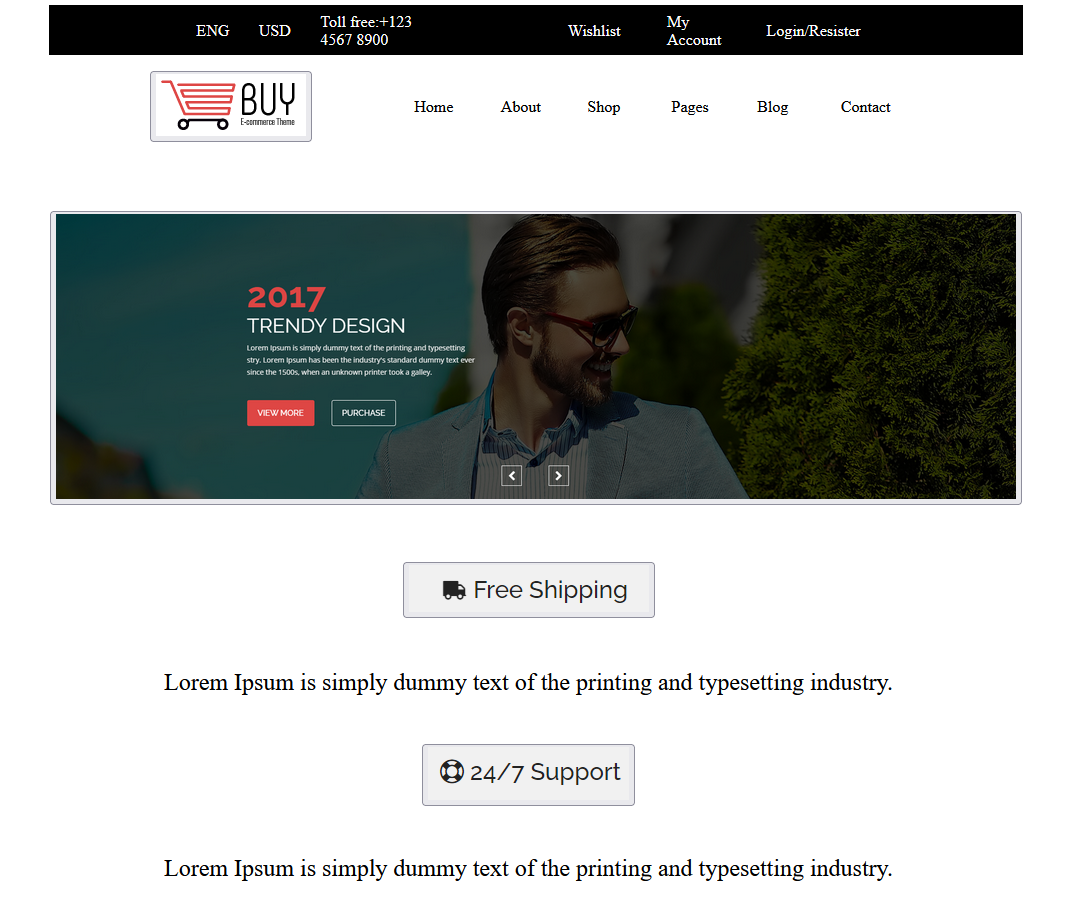 ENG USD Toll free:+123
4567 8900 Wishlist My
Account Login/Resister
BUY
E-commerce Theme
Home About Shop Pages Blog Contact
2017
TRENDY DESIGN
Lorem Ipsum is simply dummy text of the printing and typesetting
stry. Lorem Ipsum has been the industry's standard dummy text ever
since the 1500s, when an unknown printer took a galley.
VIEW MORE PURCHASE
Free Shipping
Lorem Ipsum is simply dummy text of the printing and typesetting industry.
24/7 Support
Lorem Ipsum is simply dummy text of the printing and typesetting industry.